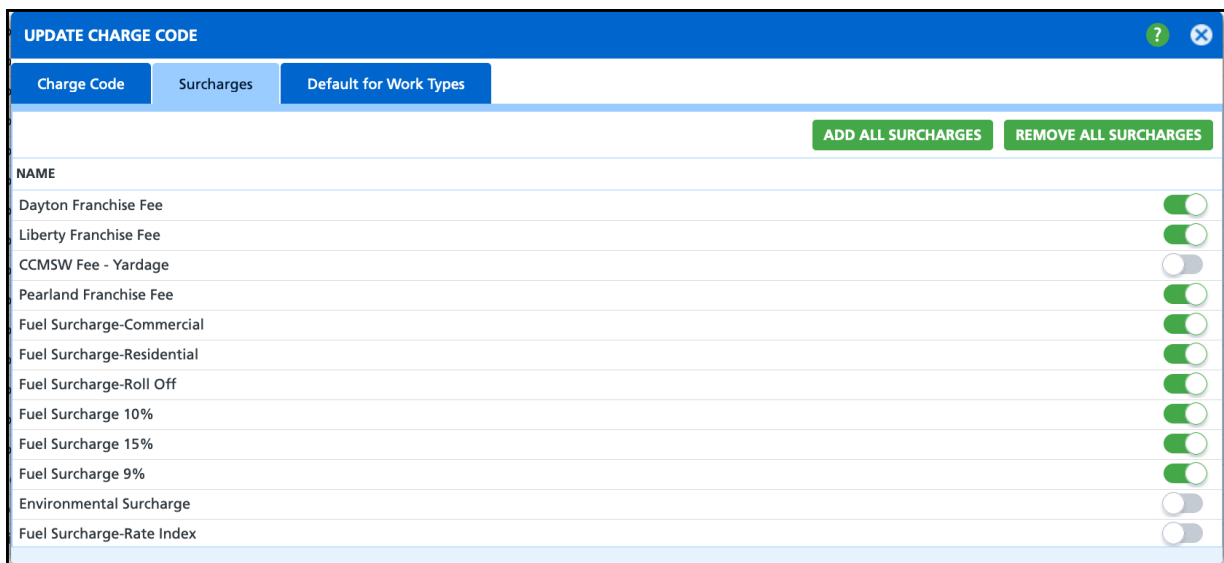 UPDATE CHARGE CODE ?
Charge Code Surcharges Default for Work Types
ADD ALL SURCHARGES REMOVE ALL SURCHARGES
NAME
Dayton Franchise Fee
Liberty Franchise Fee
CCMSW Fee - Yardage
Pearland Franchise Fee
Fuel Surcharge-Commercial
Fuel Surcharge-Residential
Fuel Surcharge-Roll Off
Fuel Surcharge 10%
Fuel Surcharge 15%
Fuel Surcharge 9%
Environmental Surcharge
Fuel Surcharge-Rate Index